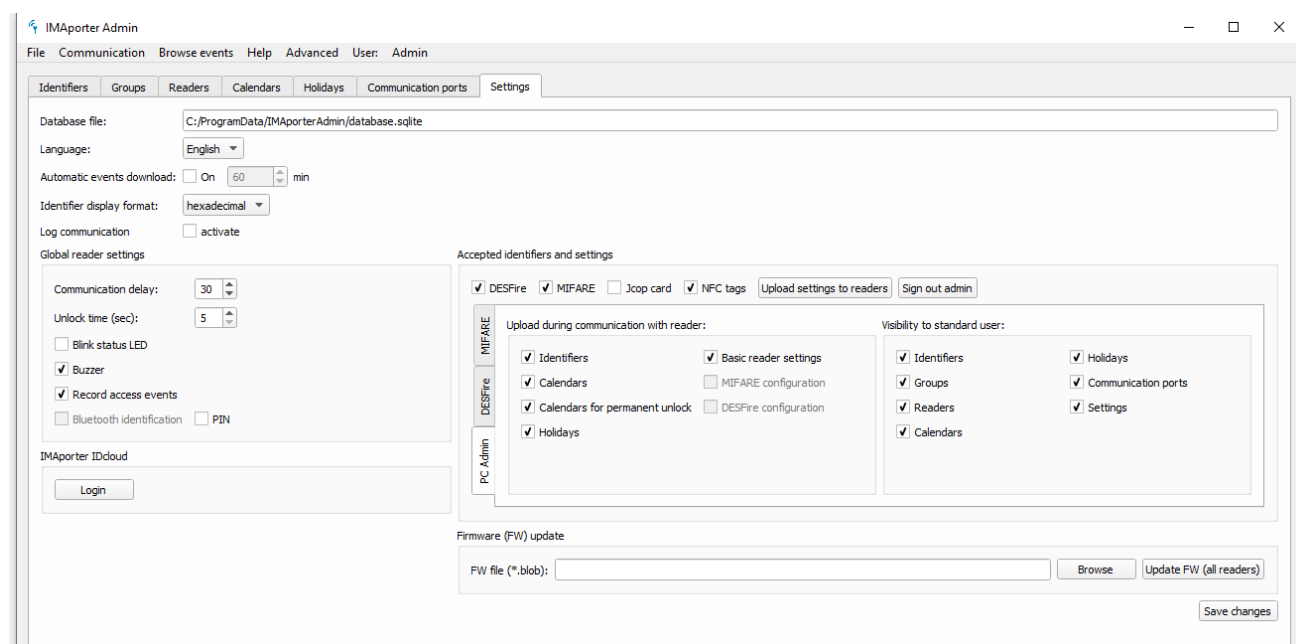 IMAporter Admin
File Communication Browse events Help Advanced User: Admin
Identifiers Groups Readers Calendars Holidays Communication ports Settings
Database file: C:/ProgramData/IMAporterAdmin/database.sqlite
Language: English
Automatic events download: On 60 min
Identifier display format: hexadecimal
Log communication activate
Global reader settings
Communication delay: 30
Unlock time (sec): 5
Blink status LED
Buzzer
Record access events
Bluetooth identification PIN
IMAporter IDcloud
Login
Accepted identifiers and settings
DESFire MIFARE Jcop card NFC tags Upload settings to readers Sign out admin
MIFARE
DESFire
PC Admin
Upload during communication with reader:
Identifiers Basic reader settings
Calendars MIFARE configuration
Calendars for permanent unlock DESFire configuration
Holidays
Visibility to standard user:
Identifiers Holidays
Groups Communication ports
Readers Settings
Calendars
Firmware (FW) update
FW file (*.blob): Browse Update FW (all readers)
Save changes